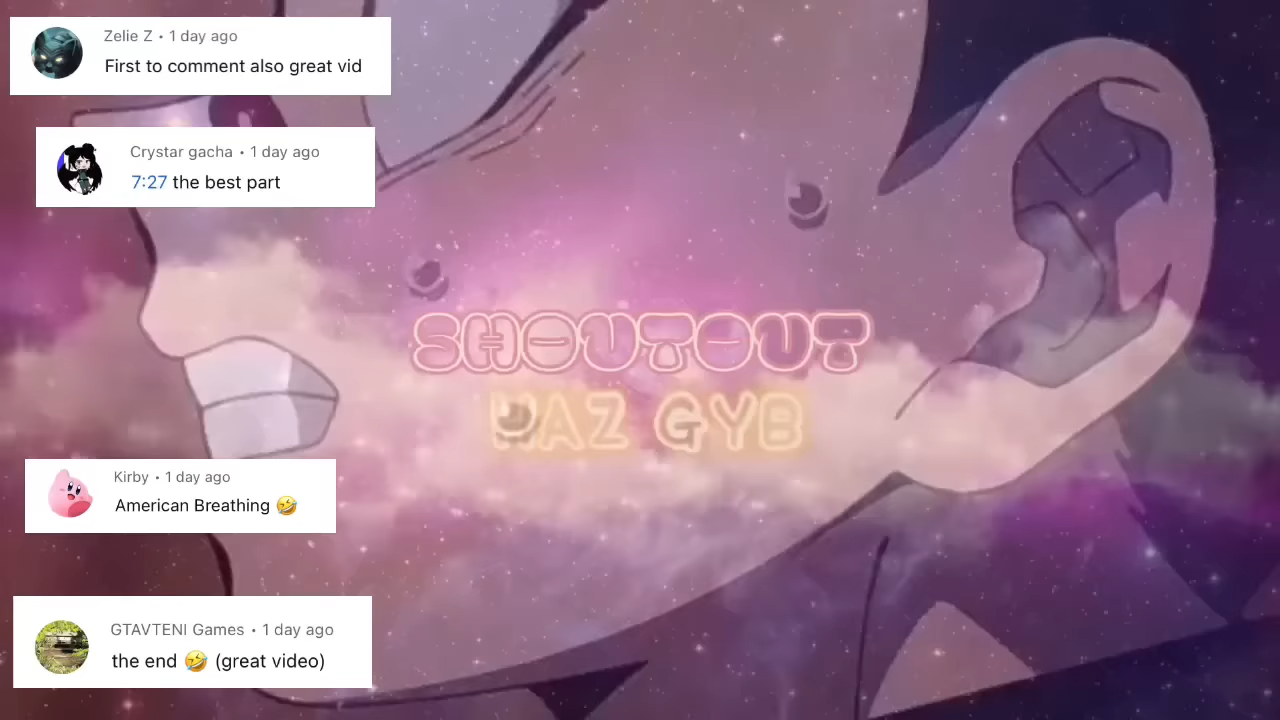 Zelie Z • 1 day ago
First to comment also great vid
Crystar gacha • 1 day ago
7:27 the best part
SHOUTOUT
HAZ GYB
Kirby • 1 day ago
American Breathing 🤣
GTAVTENI Games • 1 day ago
the end 🤣 (great video)